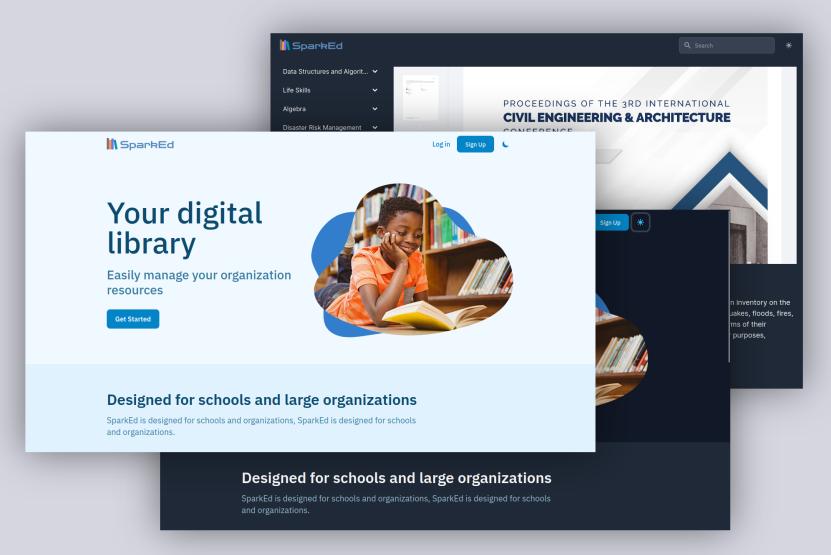 SparkEd
Search
Data Structures and Algorit...
Life Skills
Algebra
Disaster Risk Management
PROCEEDINGS OF THE 3RD INTERNATIONAL
CIVIL ENGINEERING & ARCHITECTURE
CONFERENCE
SparkEd
Log in
Sign Up
Your digital
library
Easily manage your organization
resources
Get Started
Designed for schools and large organizations
SparkEd is designed for schools and organizations, SparkEd is designed for schools
and organizations.
Sign Up
n inventory on the
uakes, floods, fires,
ms of their
purposes,
Designed for schools and large organizations
SparkEd is designed for schools and organizations, SparkEd is designed for schools
and organizations.